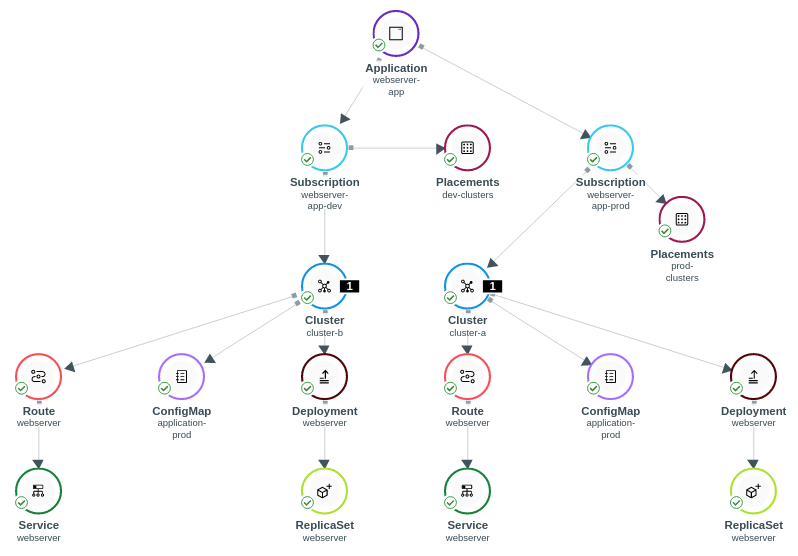 Application
webserver-
app
Subscription
webserver-
app-dev
Placements
dev-clusters
Subscription
webserver-
app-prod
Placements
prod-
clusters
1
Cluster
cluster-b
1
Cluster
cluster-a
Route
webserver
ConfigMap
application-
prod
Deployment
webserver
Route
webserver
ConfigMap
application-
prod
Deployment
webserver
Service
webserver
ReplicaSet
webserver
Service
webserver
ReplicaSet
webserver